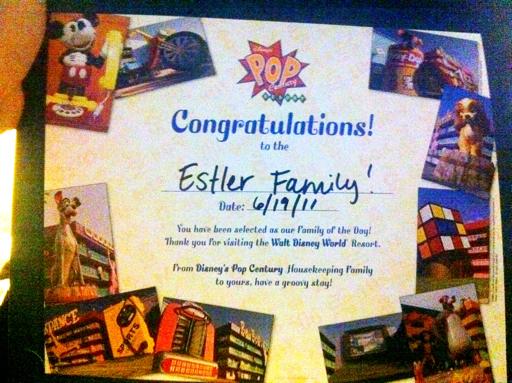 Disney's
POP
Century
RESORT
Congratulations!
to the
Estler Family!
Date: 6/19/11
You have been selected as our Family of the Day!
Thank you for visiting the Walt Disney World Resort.
From Disney's Pop Century Housekeeping Family
to yours, have a groovy stay!